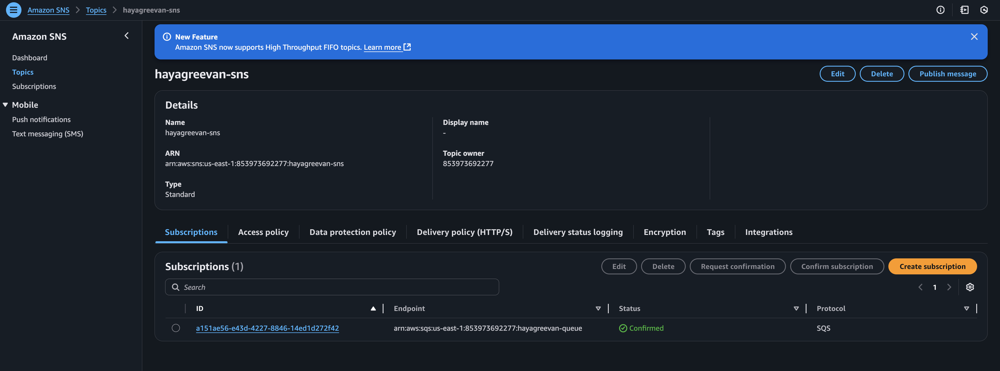 Amazon SNS > Topics > hayagreevan-sns
Amazon SNS
Dashboard
Topics
Subscriptions
Mobile
Push notifications
Text messaging (SMS)
New Feature
Amazon SNS now supports High Throughput FIFO topics. Learn more
hayagreevan-sns
Edit
Delete
Publish message
Details
Name
hayagreevan-sns
ARN
arn:aws:sns:us-east-1:853973692277:hayagreevan-sns
Type
Standard
Display name
-
Topic owner
853973692277
Subscriptions
Access policy
Data protection policy
Delivery policy (HTTP/S)
Delivery status logging
Encryption
Tags
Integrations
Subscriptions (1)
Edit
Delete
Request confirmation
Confirm subscription
Create subscription
Search
1
ID
Endpoint
Status
Protocol
a151ae56-e43d-4227-8846-14ed1d272f42
arn:aws:sqs:us-east-1:853973692277:hayagreevan-queue
Confirmed
SQS